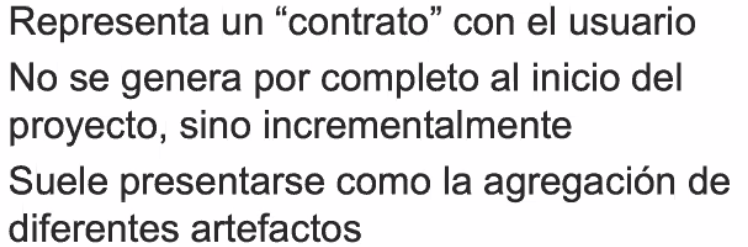 Representa un “contrato” con el usuario
No se genera por completo al inicio del
proyecto, sino incrementalmente
Suele presentarse como la agregación de
diferentes artefactos